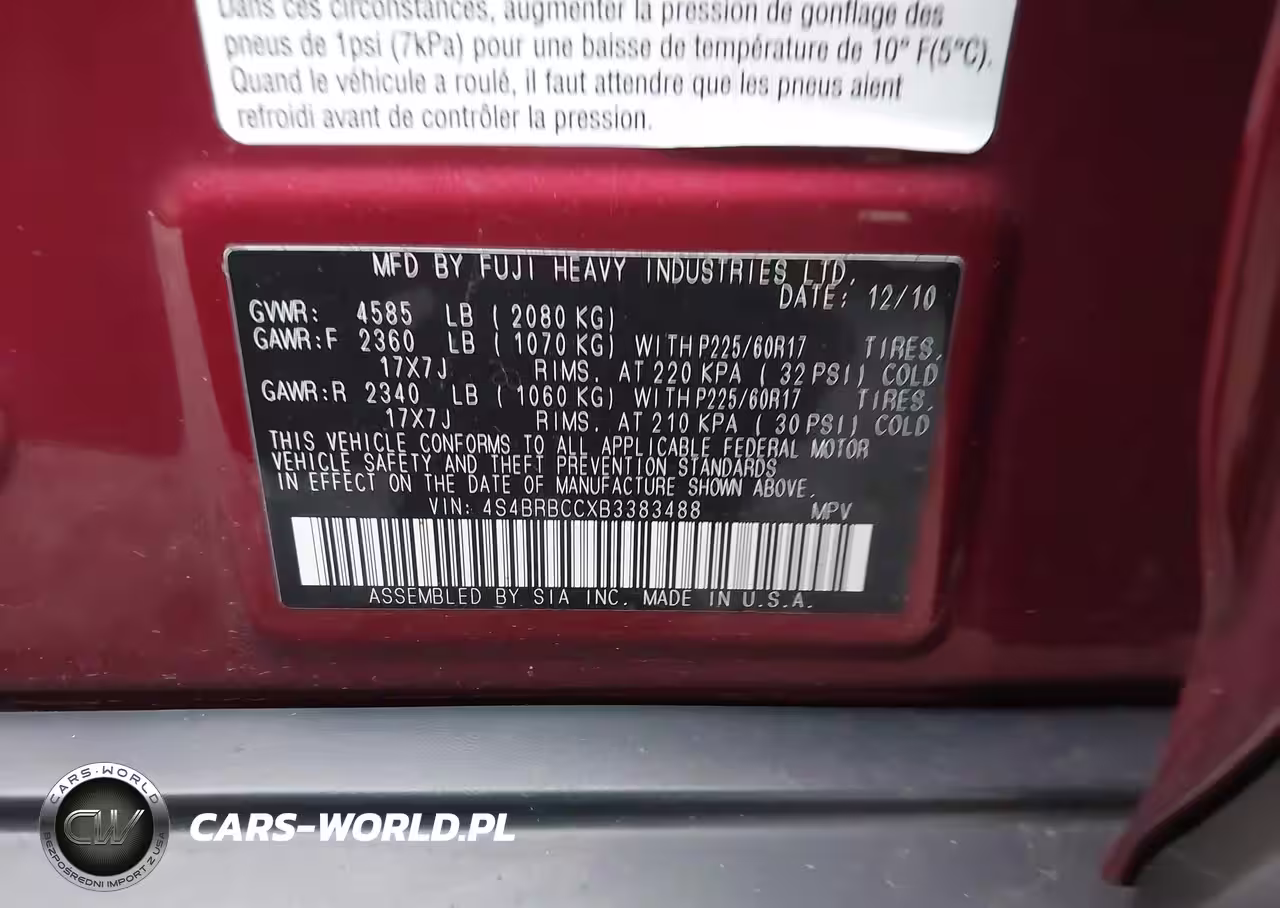 Dans ces circonstances, augmenter la pression de gonflage des
pneus de 1psi (7kPa) pour une baisse de température de 10° F(5°C).
Quand le véhicule a roulé, il faut attendre que les pneus aient
refroidi avant de contrôler la pression.
MFD BY FUJI HEAVY INDUSTRIES LTD.
DATE: 12/10
GVWR: 4585 LB (2080 KG)
GAWR:F 2360 LB (1070 KG) WITH P225/60R17 TIRES,
17X7J RIMS, AT 220 KPA (32 PSI) COLD
GAWR:R 2340 LB (1060 KG) WITH P225/60R17 TIRES,
17X7J RIMS, AT 210 KPA (30 PSI) COLD
THIS VEHICLE CONFORMS TO ALL APPLICABLE FEDERAL MOTOR
VEHICLE SAFETY AND THEFT PREVENTION STANDARDS
IN EFFECT ON THE DATE OF MANUFACTURE SHOWN ABOVE.
VIN: 4S4BRBCCXB3383488 MPV
ASSEMBLED BY SIA INC. MADE IN U.S.A.
CARS-WORLD
CW
BEZPOŚREDNI IMPORT Z USA
CARS-WORLD.PL